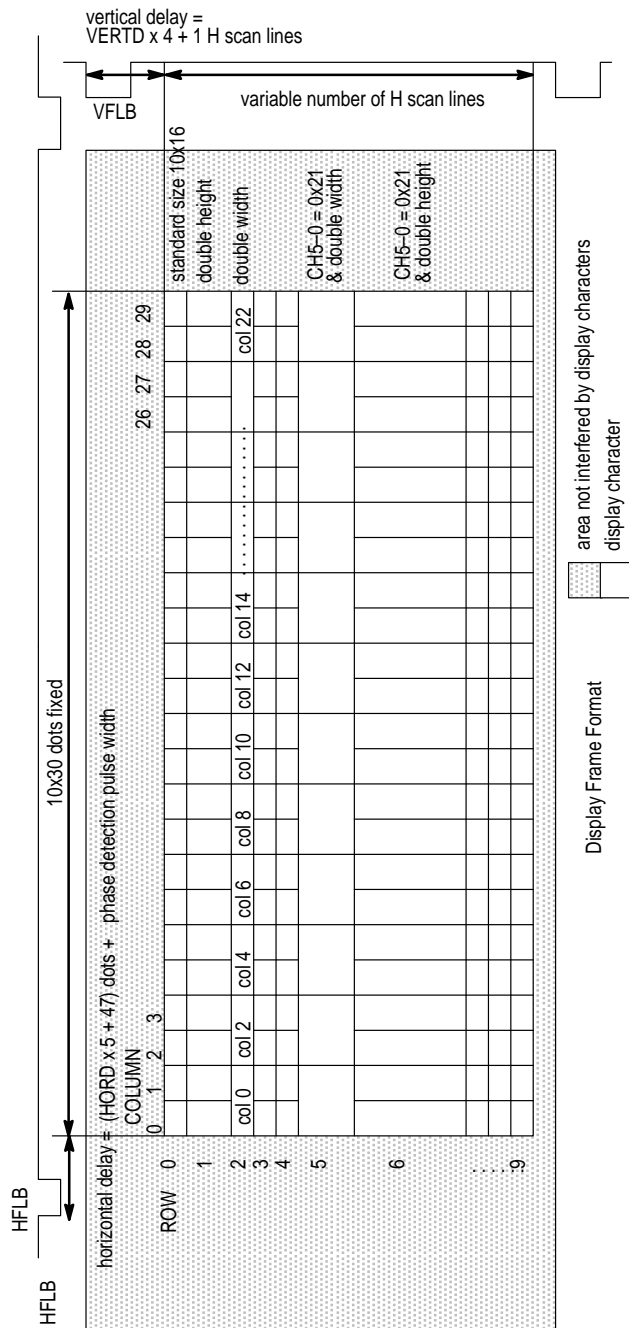 vertical delay =
VERTD x 4 + 1 H scan lines
VFLB
variable number of H scan lines
HFLB
HFLB
10x30 dots fixed
horizontal delay = (HORD x 5 + 47) dots + phase detection pulse width
COLUMN
0 1 2 3 26 27 28 29
ROW
0 standard size 10x16
1 double height
2 col 0 col 2 col 4 col 6 col 8 col 10 col 12 col 14 . . . . . . . . . . . . . . . . . col 22 double width
3
4
5 CH5–0 = 0x21
& double width
6 CH5–0 = 0x21
& double height
. . . . .
9
area not interfered by display characters
display character
Display Frame Format